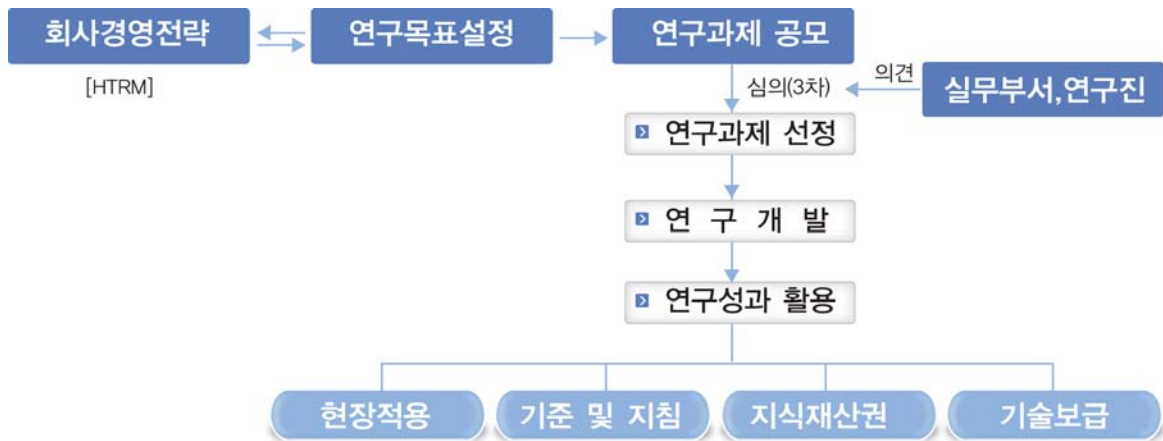 회사경영전략
연구목표설정
연구과제 공모
[HTRM]
심의(3차)
의견
실무부서,연구진
연구과제 선정
연 구 개 발
연구성과 활용
현장적용
기준 및 지침
지식재산권
기술보급